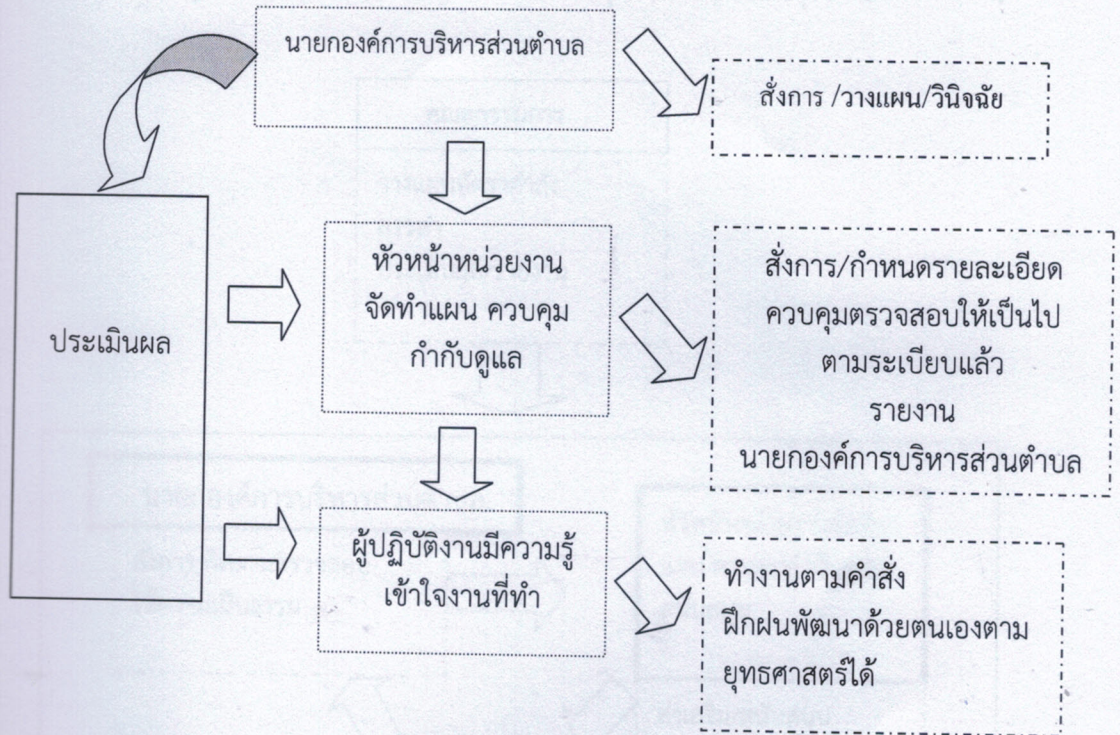 นายกองค์การบริหารส่วนตำบล
สั่งการ /วางแผน/วินิจฉัย
ประเมินผล
หัวหน้าหน่วยงาน
จัดทำแผน ควบคุม
กำกับดูแล
สั่งการ/กำหนดรายละเอียด
ควบคุมตรวจสอบให้เป็นไป
ตามระเบียบแล้ว
รายงาน
นายกองค์การบริหารส่วนตำบล
ผู้ปฏิบัติงานมีความรู้
เข้าใจงานที่ทำ
ทำงานตามคำสั่ง
ฝึกฝนพัฒนาด้วยตนเองตาม
ยุทธศาสตร์ได้